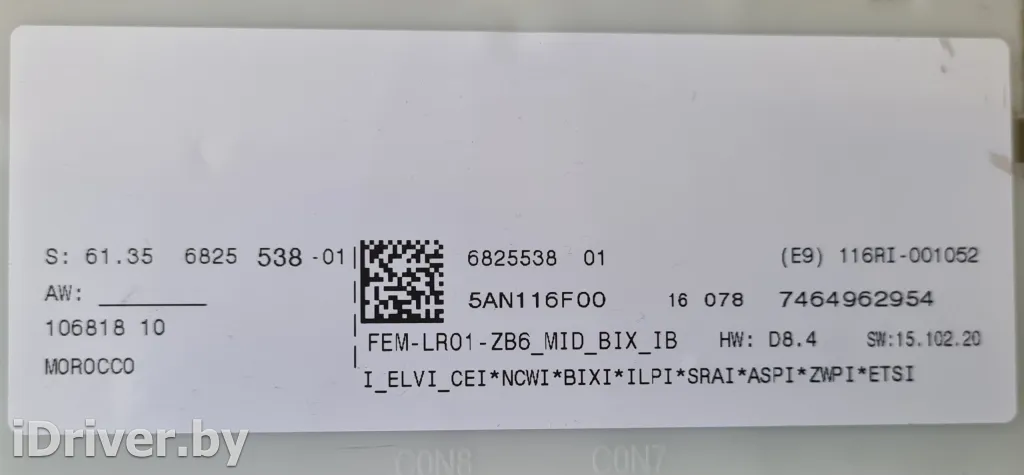 S: 61.35 6825 538 -01
AW:
106818 10
MOROCCO
6825538 01 (E9) 116RI-001052
5AN116F00 16 078 7464962954
FEM-LR01-ZB6_MID_BIX_IB HW: D8.4 SW:15.102.20
I_ELVI_CEI*NCWI*BIXI*ILPI*SRAI*ASPI*ZWPI*ETSI
iDriver.by
CON8 CON7